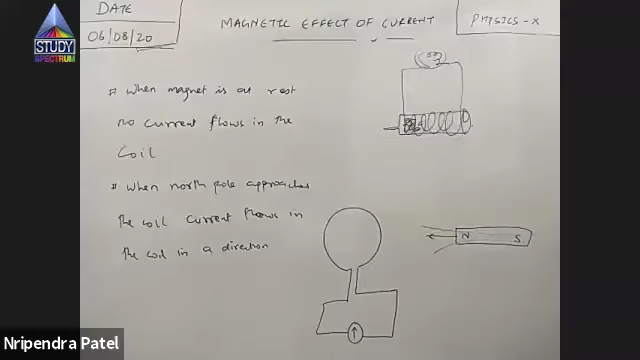 DATE
06/08/20
MAGNETIC EFFECT OF CURRENT
PHYSICS - X
STUDY
SPECTRUM
# When magnet is at rest
no current flows in the
coil
# When north pole approaches
the coil current flows in
the coil in a direction
N S
Nripendra Patel